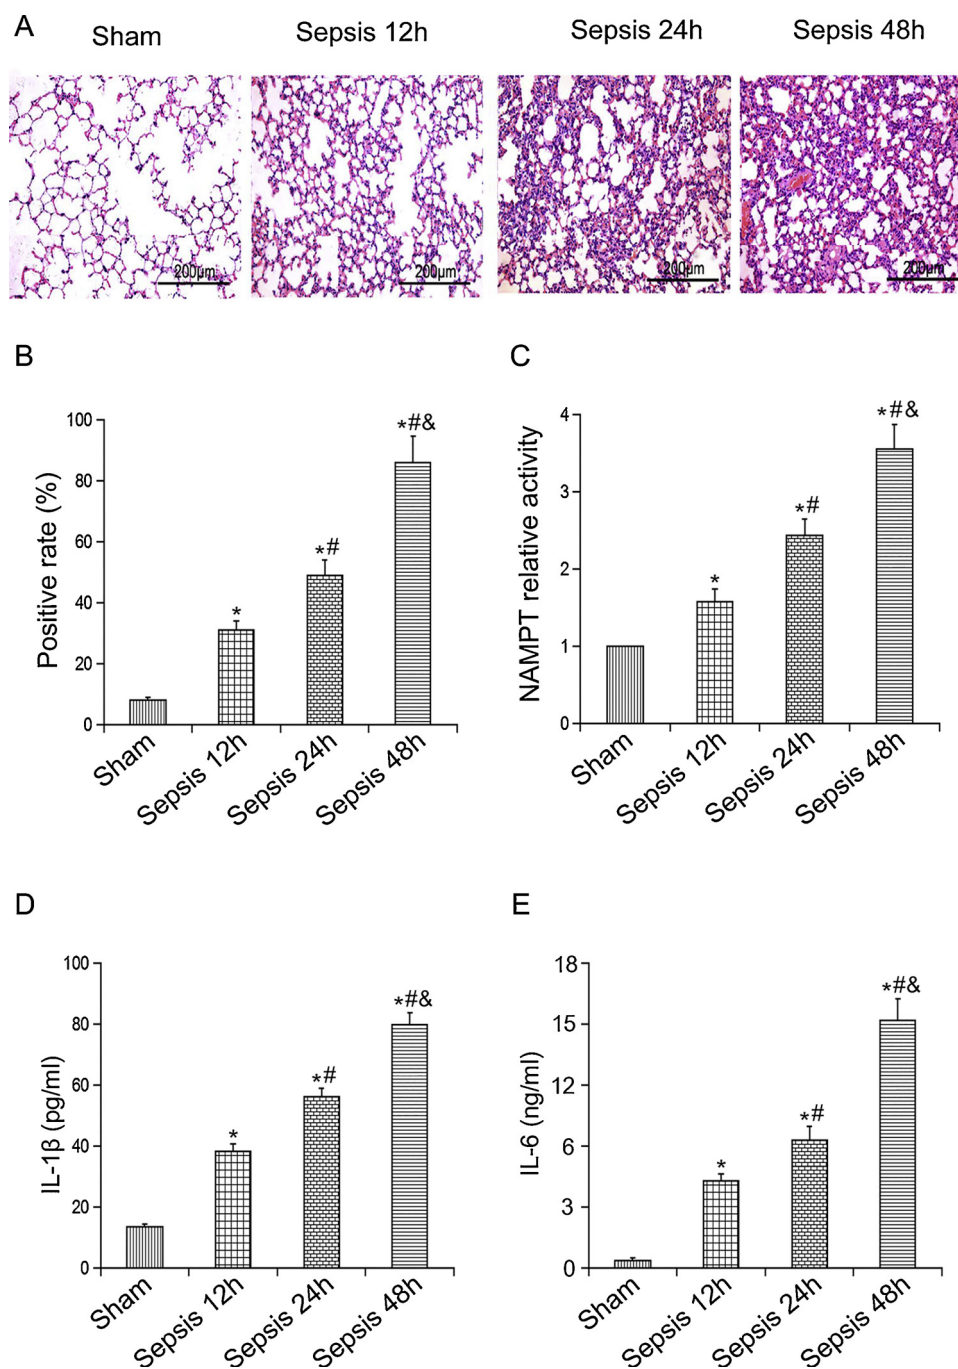 A
Sham
Sepsis 12h
Sepsis 24h
Sepsis 48h
200μm
200μm
200μm
200μm
B
Positive rate (%)
100
80
60
40
20
0
*
*#
*#&
Sham
Sepsis 12h
Sepsis 24h
Sepsis 48h
C
NAMPT relative activity
4
3
2
1
0
*
*#
*#&
Sham
Sepsis 12h
Sepsis 24h
Sepsis 48h
D
IL-1β (pg/ml)
100
80
60
40
20
0
*
*#
*#&
Sham
Sepsis 12h
Sepsis 24h
Sepsis 48h
E
IL-6 (ng/ml)
18
15
12
6
3
0
*
*#
*#&
Sham
Sepsis 12h
Sepsis 24h
Sepsis 48h